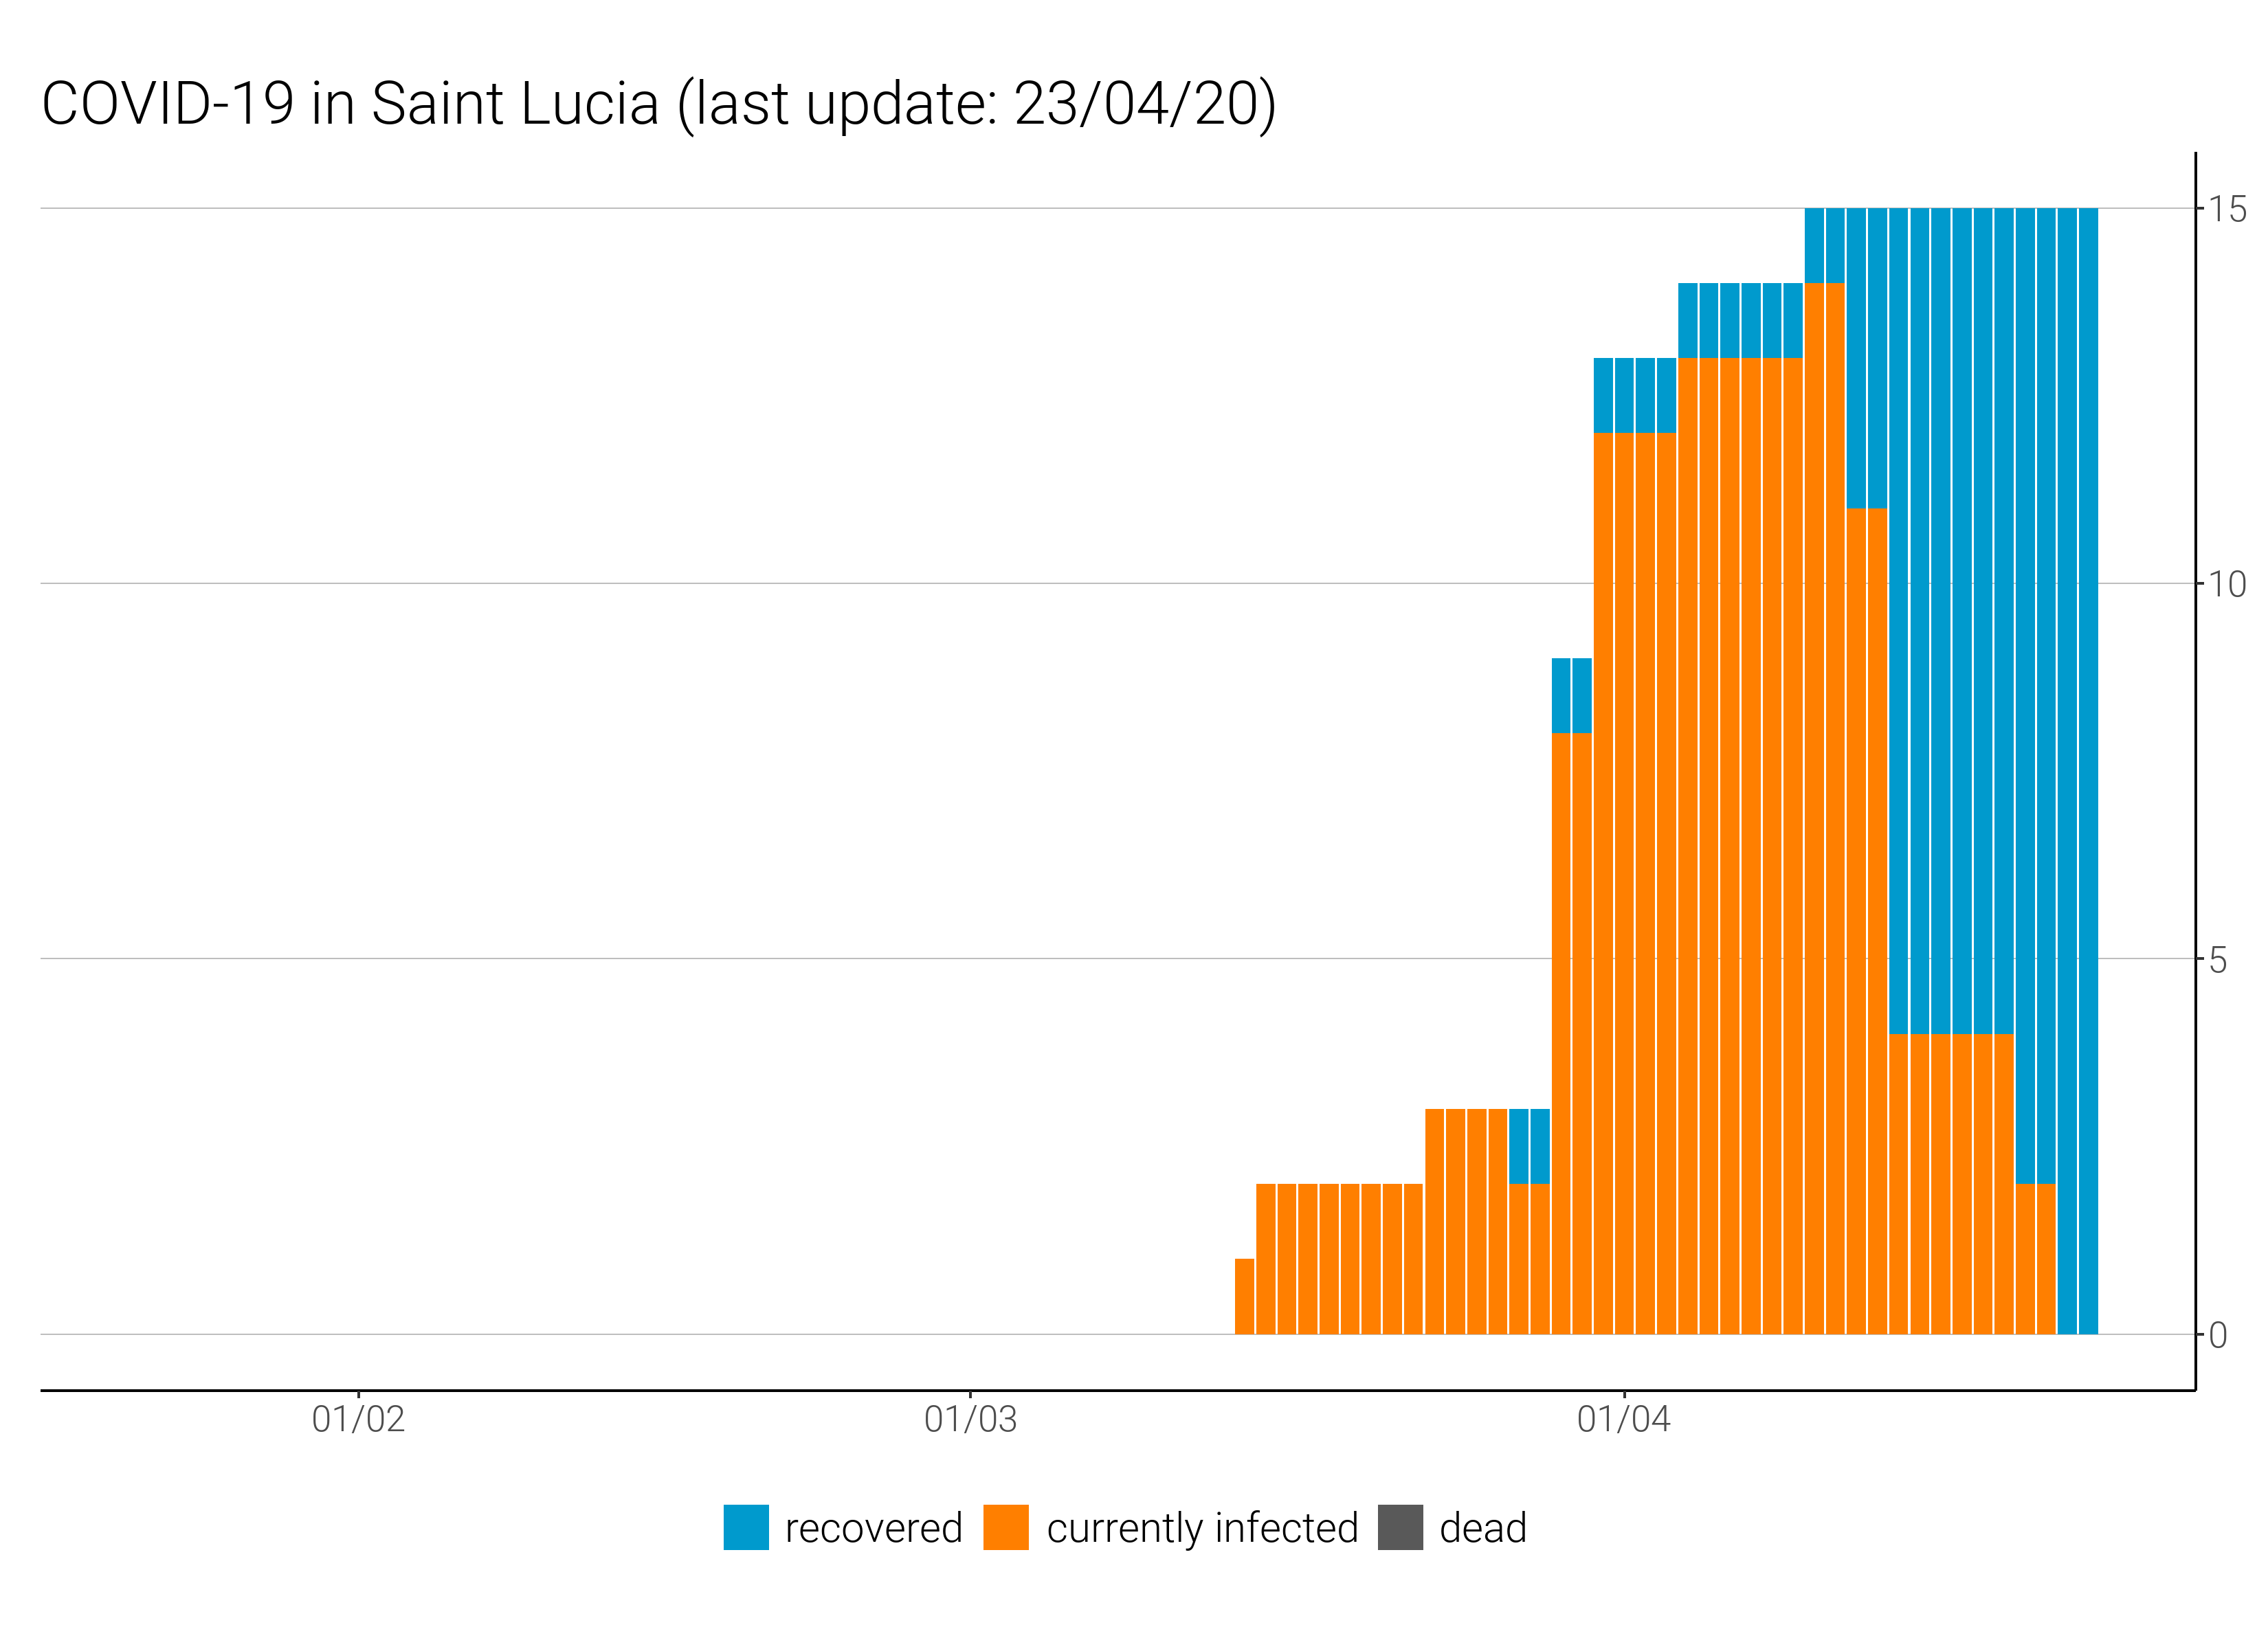 COVID-19 in Saint Lucia (last update: 23/04/20)
15
10
5
0
01/02 01/03 01/04
recovered currently infected dead